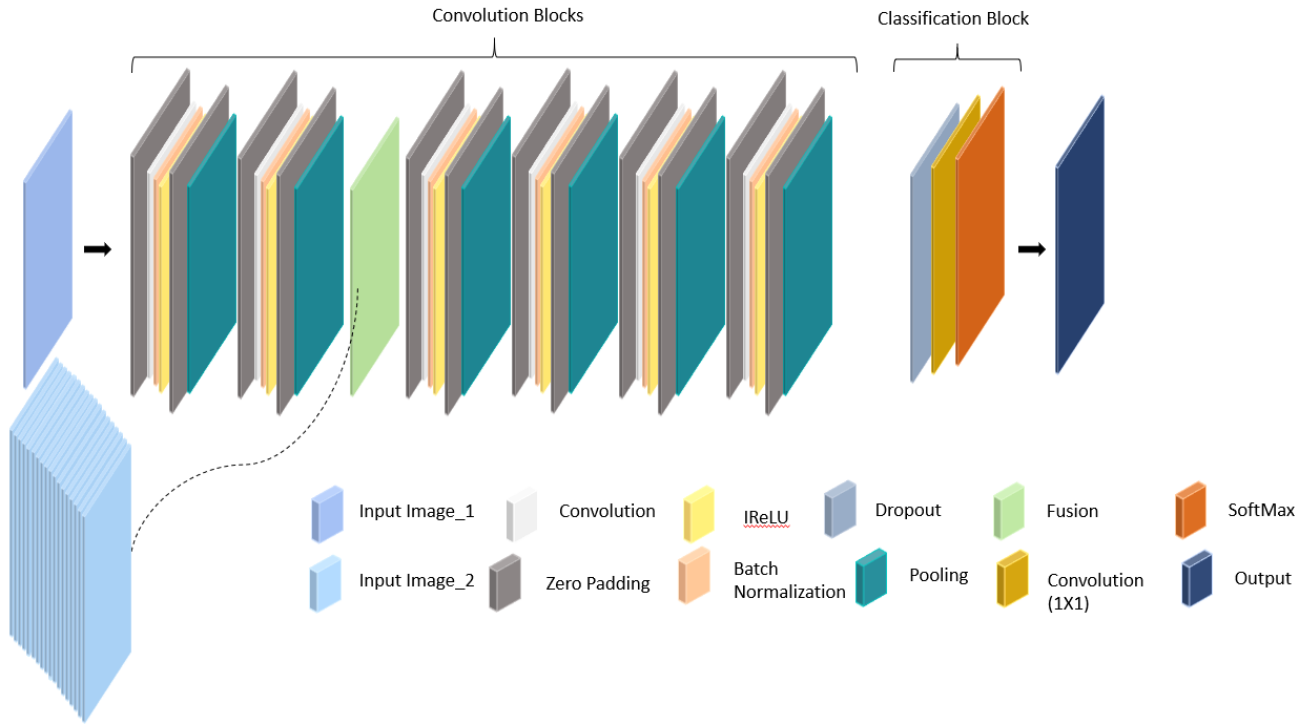 Convolution Blocks
Classification Block
Input Image_1
Convolution
IReLU
Dropout
Fusion
SoftMax
Input Image_2
Zero Padding
Batch
Normalization
Pooling
Convolution
(1X1)
Output